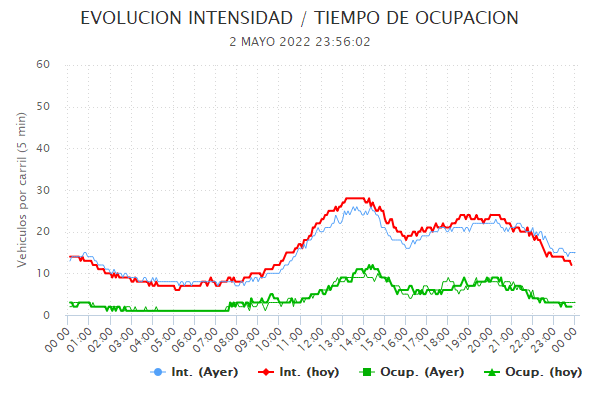 EVOLUCION INTENSIDAD / TIEMPO DE OCUPACION
2 MAYO 2022 23:56:02
Vehiculos por carril (5 min)
60
50
40
30
20
10
0
00:00 01:00 02:00 03:00 04:00 05:00 06:00 07:00 08:00 09:00 10:00 11:00 12:00 13:00 14:00 15:00 16:00 17:00 18:00 19:00 20:00 21:00 22:00 23:00 00:00
Int. (Ayer) Int. (hoy) Ocup. (Ayer) Ocup. (hoy)